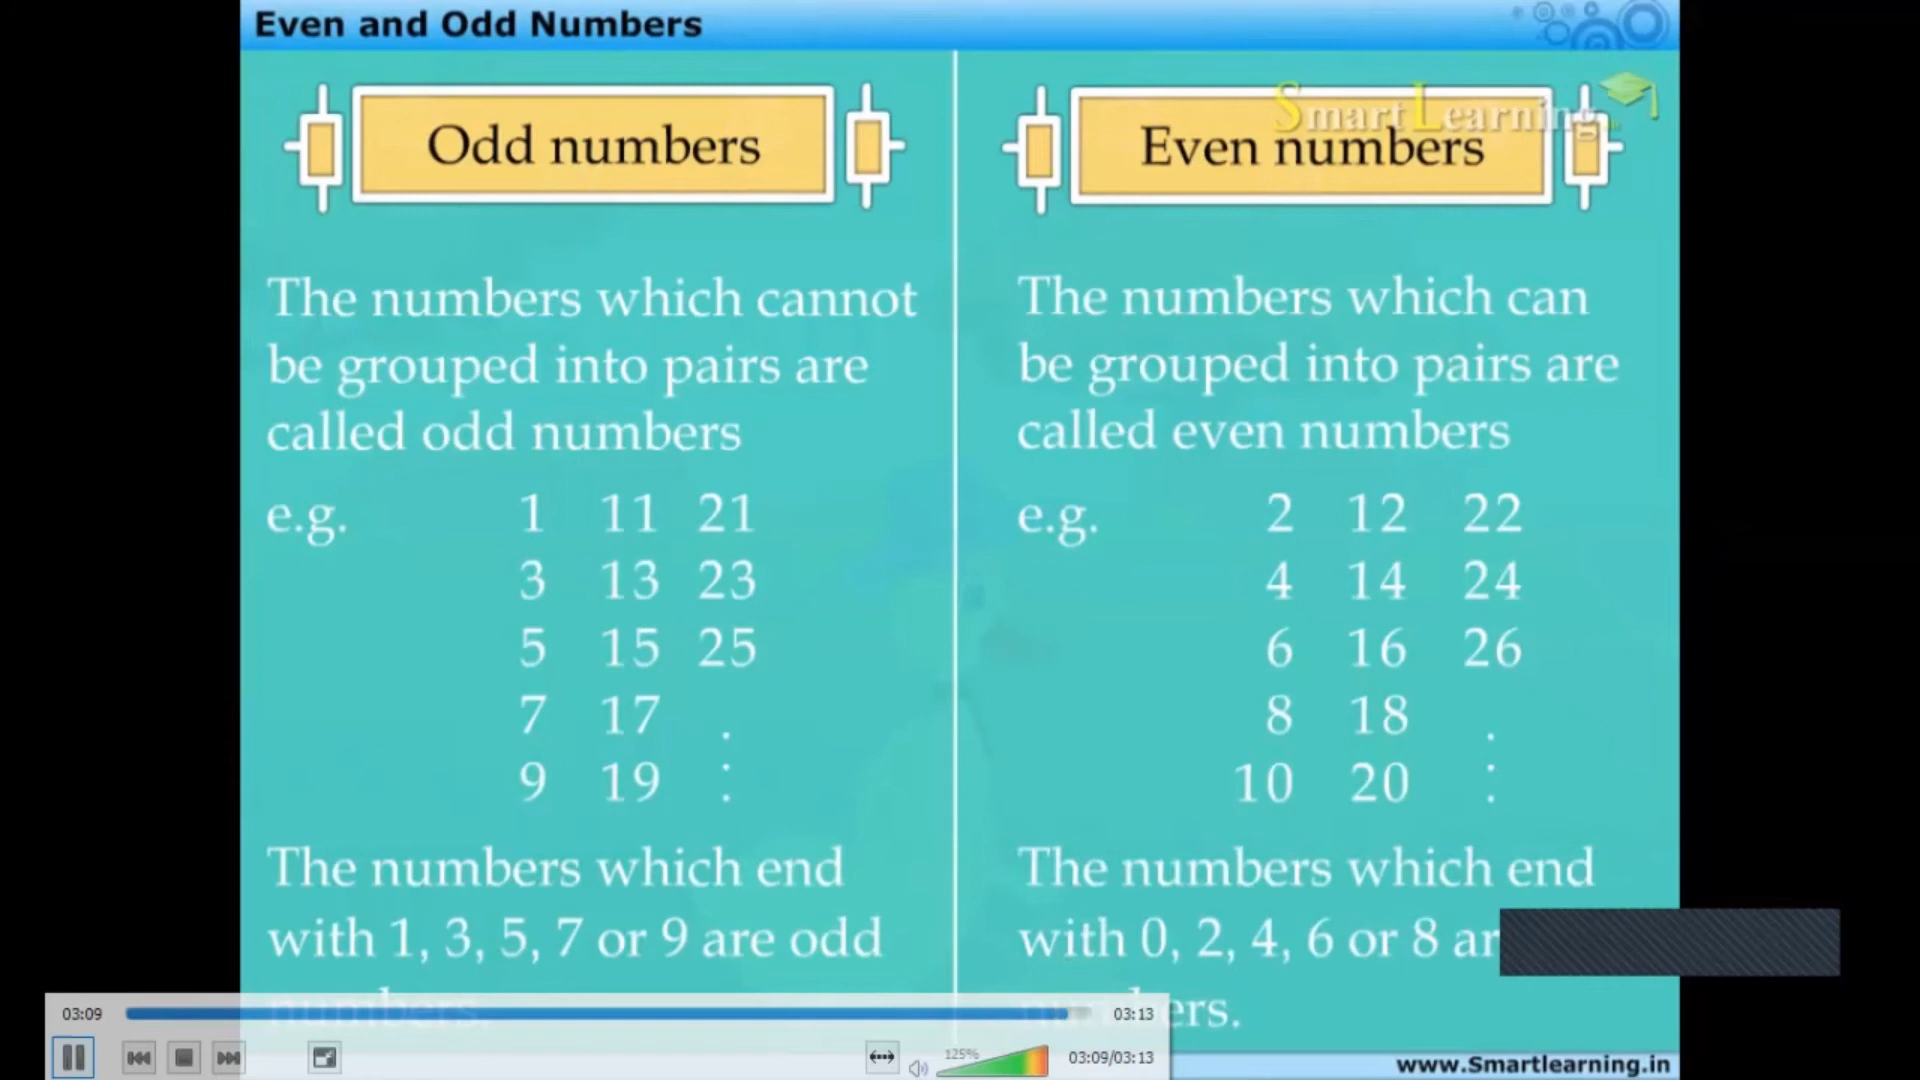 Even and Odd Numbers
Smart Learning
Odd numbers
The numbers which cannot
be grouped into pairs are
called odd numbers
e.g. 1 11 21
3 13 23
5 15 25
7 17 .
9 19 :
The numbers which end
with 1, 3, 5, 7 or 9 are odd
numbers.
Even numbers
The numbers which can
be grouped into pairs are
called even numbers
e.g. 2 12 22
4 14 24
6 16 26
8 18 .
10 20 :
The numbers which end
with 0, 2, 4, 6 or 8
03:09 03:13
125% 03:09/03:13
www.Smartlearning.in